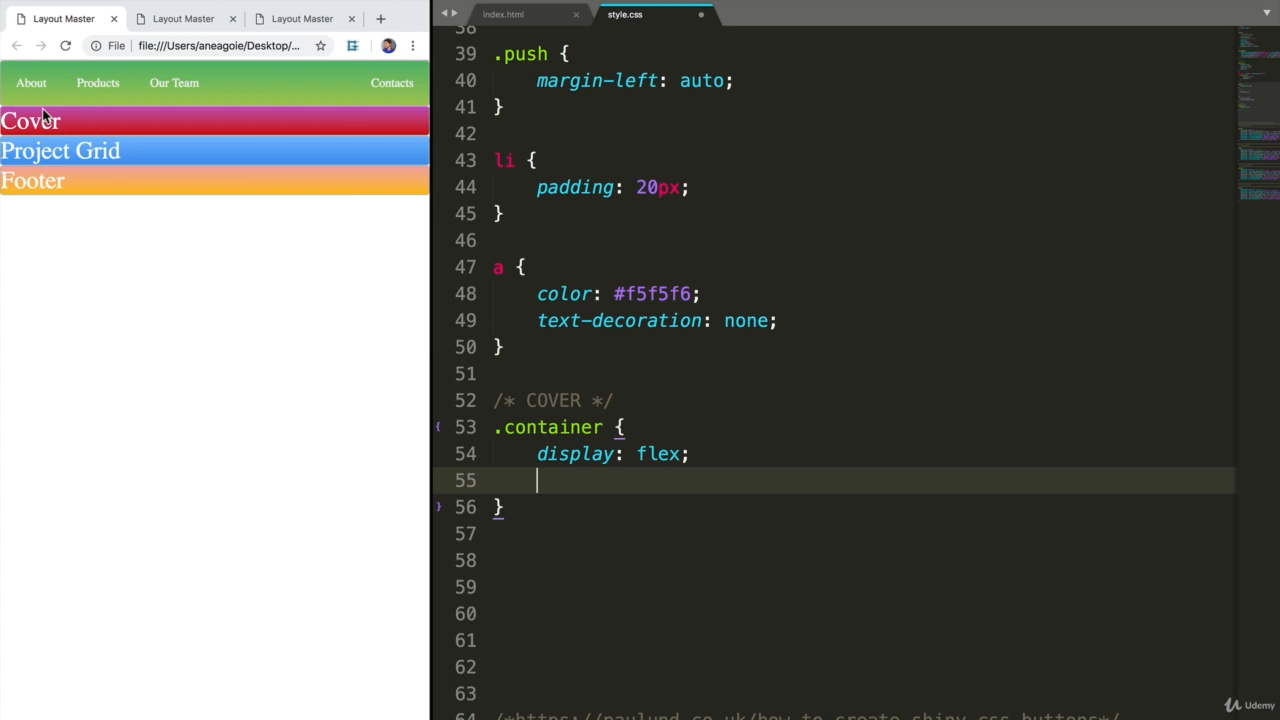 Layout Master
Layout Master
Layout Master
File
file:///Users/aneagoie/Desktop/...
About
Products
Our Team
Contacts
Cover
Project Grid
Footer
index.html
style.css
38
39 .push {
40 margin-left: auto;
41 }
42
43 li {
44 padding: 20px;
45 }
46
47 a {
48 color: #f5f5f6;
49 text-decoration: none;
50 }
51
52 /* COVER */
53 .container {
54 display: flex;
55
56 }
57
58
59
60
61
62
63
64 /*https://paulund.co.uk/how-to-create-shiny-css-buttons*/
Udemy